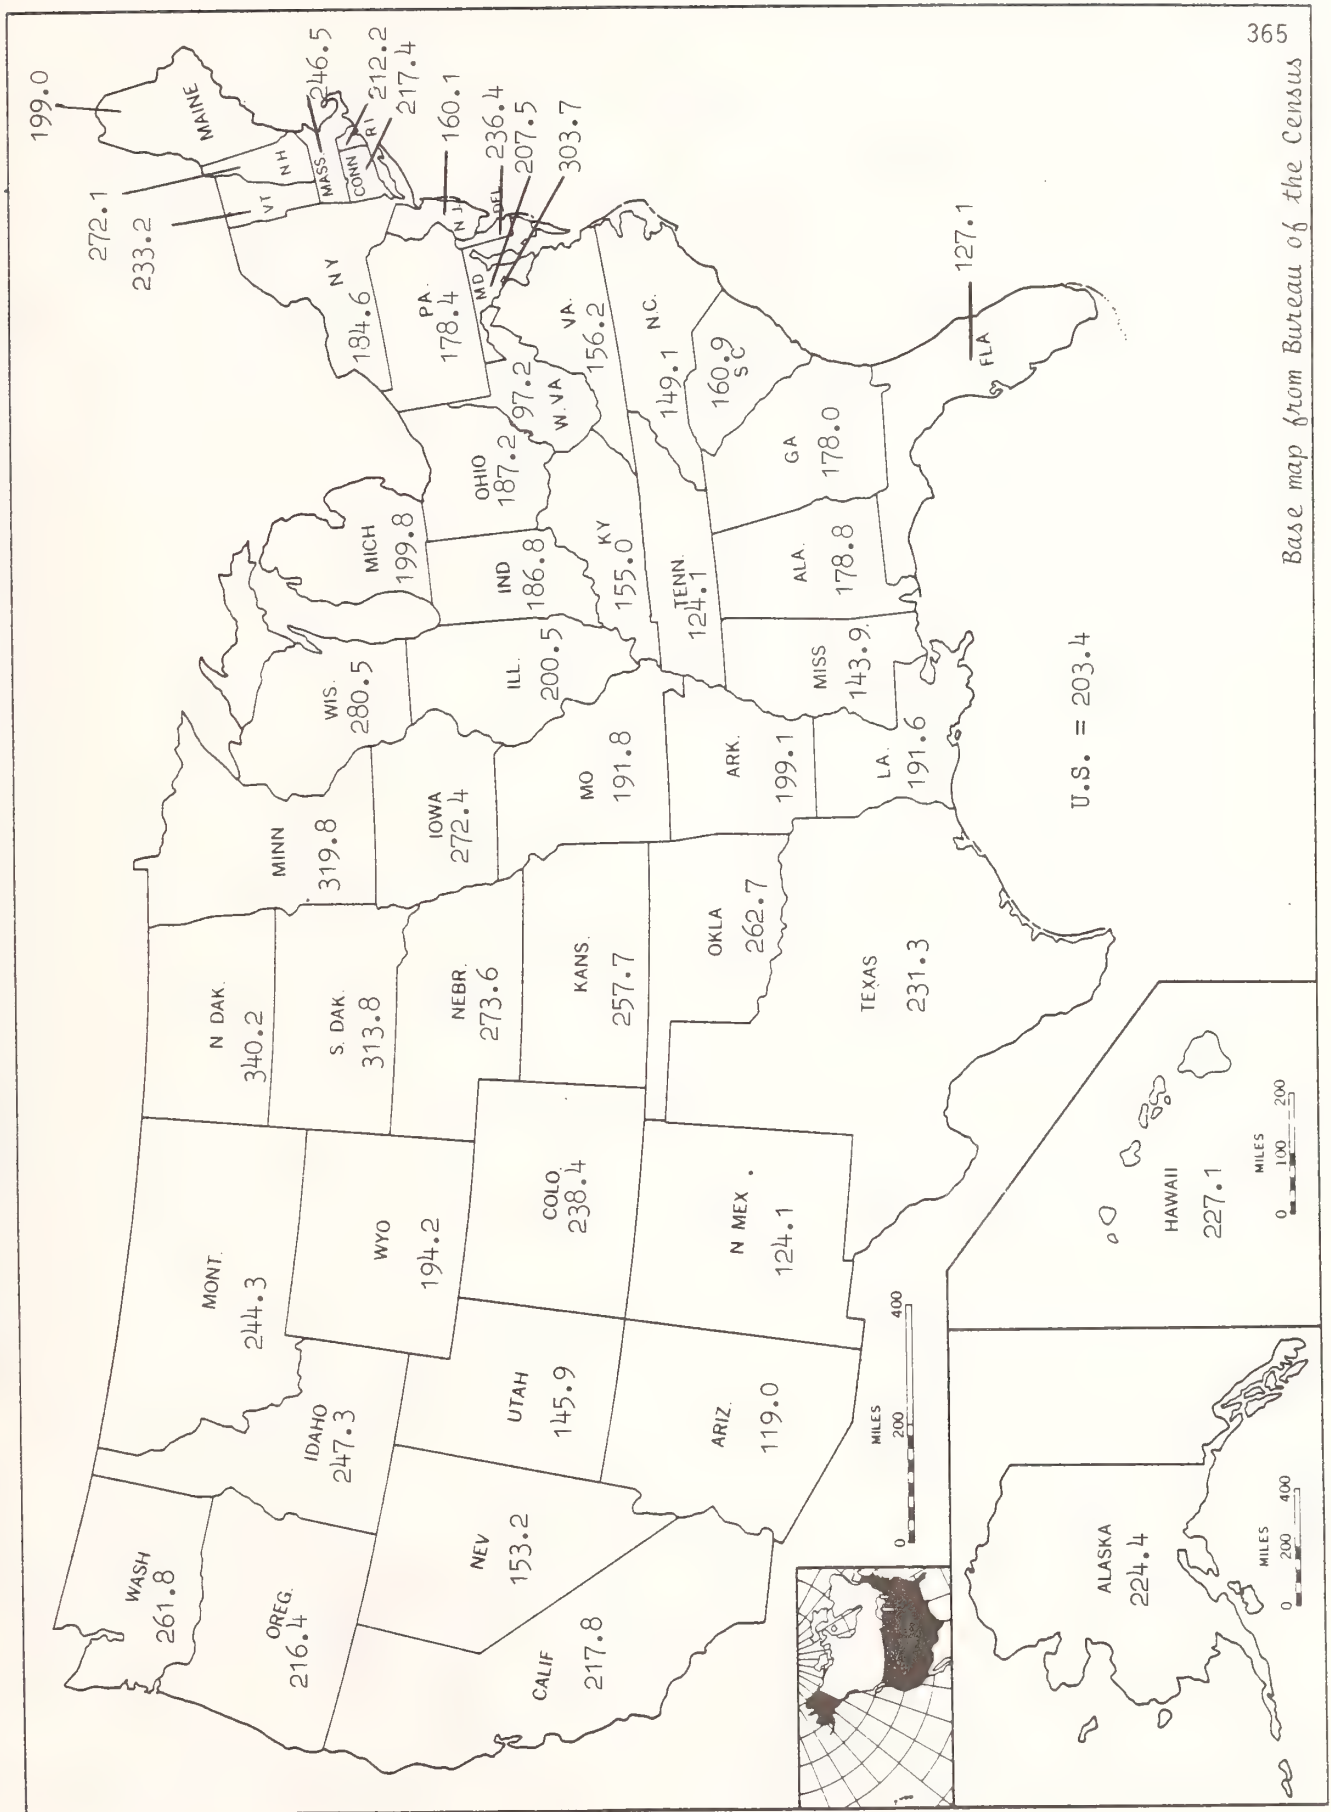 365
WASH
261.8
OREG.
216.4
CALIF
217.8
NEV
153.2
IDAHO
247.3
MONT.
244.3
WYO
194.2
UTAH
145.9
COLO.
238.4
ARIZ.
119.0
N MEX.
124.1
N DAK.
340.2
S. DAK.
313.8
NEBR.
273.6
KANS.
257.7
OKLA
262.7
TEXAS
231.3
MINN
319.8
IOWA
272.4
MO
191.8
ARK.
199.1
LA.
191.6
WIS.
280.5
ILL.
200.5
MICH
199.8
IND
186.8
OHIO
187.2
KY
155.0
TENN.
124.1
MISS
143.9
ALA.
178.8
GA
178.0
FLA
127.1
160.9
S C
N.C.
149.1
VA.
156.2
97.2
W. VA
PA.
178.4
NY
184.6
VT
233.2
NH
272.1
MAINE
199.0
MASS.
246.5
RI
212.2
CONN
217.4
N J
160.1
DEL
236.4
MD
207.5
303.7
U.S. = 203.4
MILES
0 200 400
ALASKA
224.4
MILES
0 200 400
HAWAII
227.1
MILES
0 100 200
Base map from Bureau of the Census